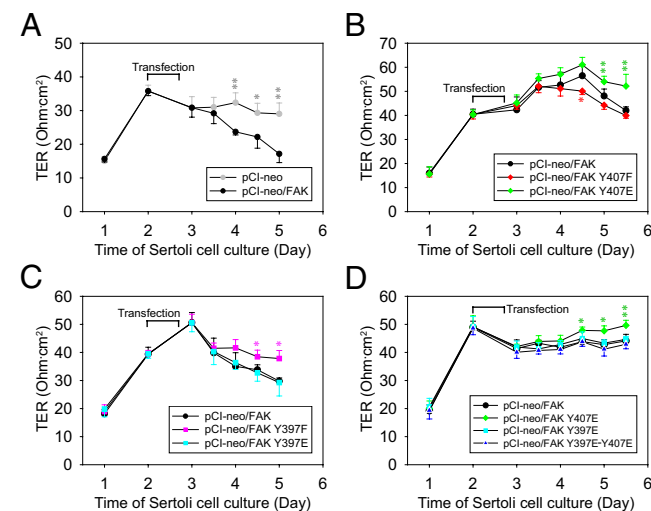 A
50
40
30
20
10
0
TER (Ohm·cm²)
Transfection
**
*
**
pCI-neo
pCI-neo/FAK
1 2 3 4 5 6
Time of Sertoli cell culture (Day)
B
70
60
50
40
30
20
10
0
TER (Ohm·cm²)
Transfection
*
**
**
pCI-neo/FAK
pCI-neo/FAK Y407F
pCI-neo/FAK Y407E
1 2 3 4 5 6
Time of Sertoli cell culture (Day)
C
60
50
40
30
20
10
0
TER (Ohm·cm²)
Transfection
*
*
pCI-neo/FAK
pCI-neo/FAK Y397F
pCI-neo/FAK Y397E
1 2 3 4 5 6
Time of Sertoli cell culture (Day)
D
60
50
40
30
20
10
0
TER (Ohm·cm²)
Transfection
*
*
**
pCI-neo/FAK
pCI-neo/FAK Y407E
pCI-neo/FAK Y397E
pCI-neo/FAK Y397E-Y407E
1 2 3 4 5 6
Time of Sertoli cell culture (Day)